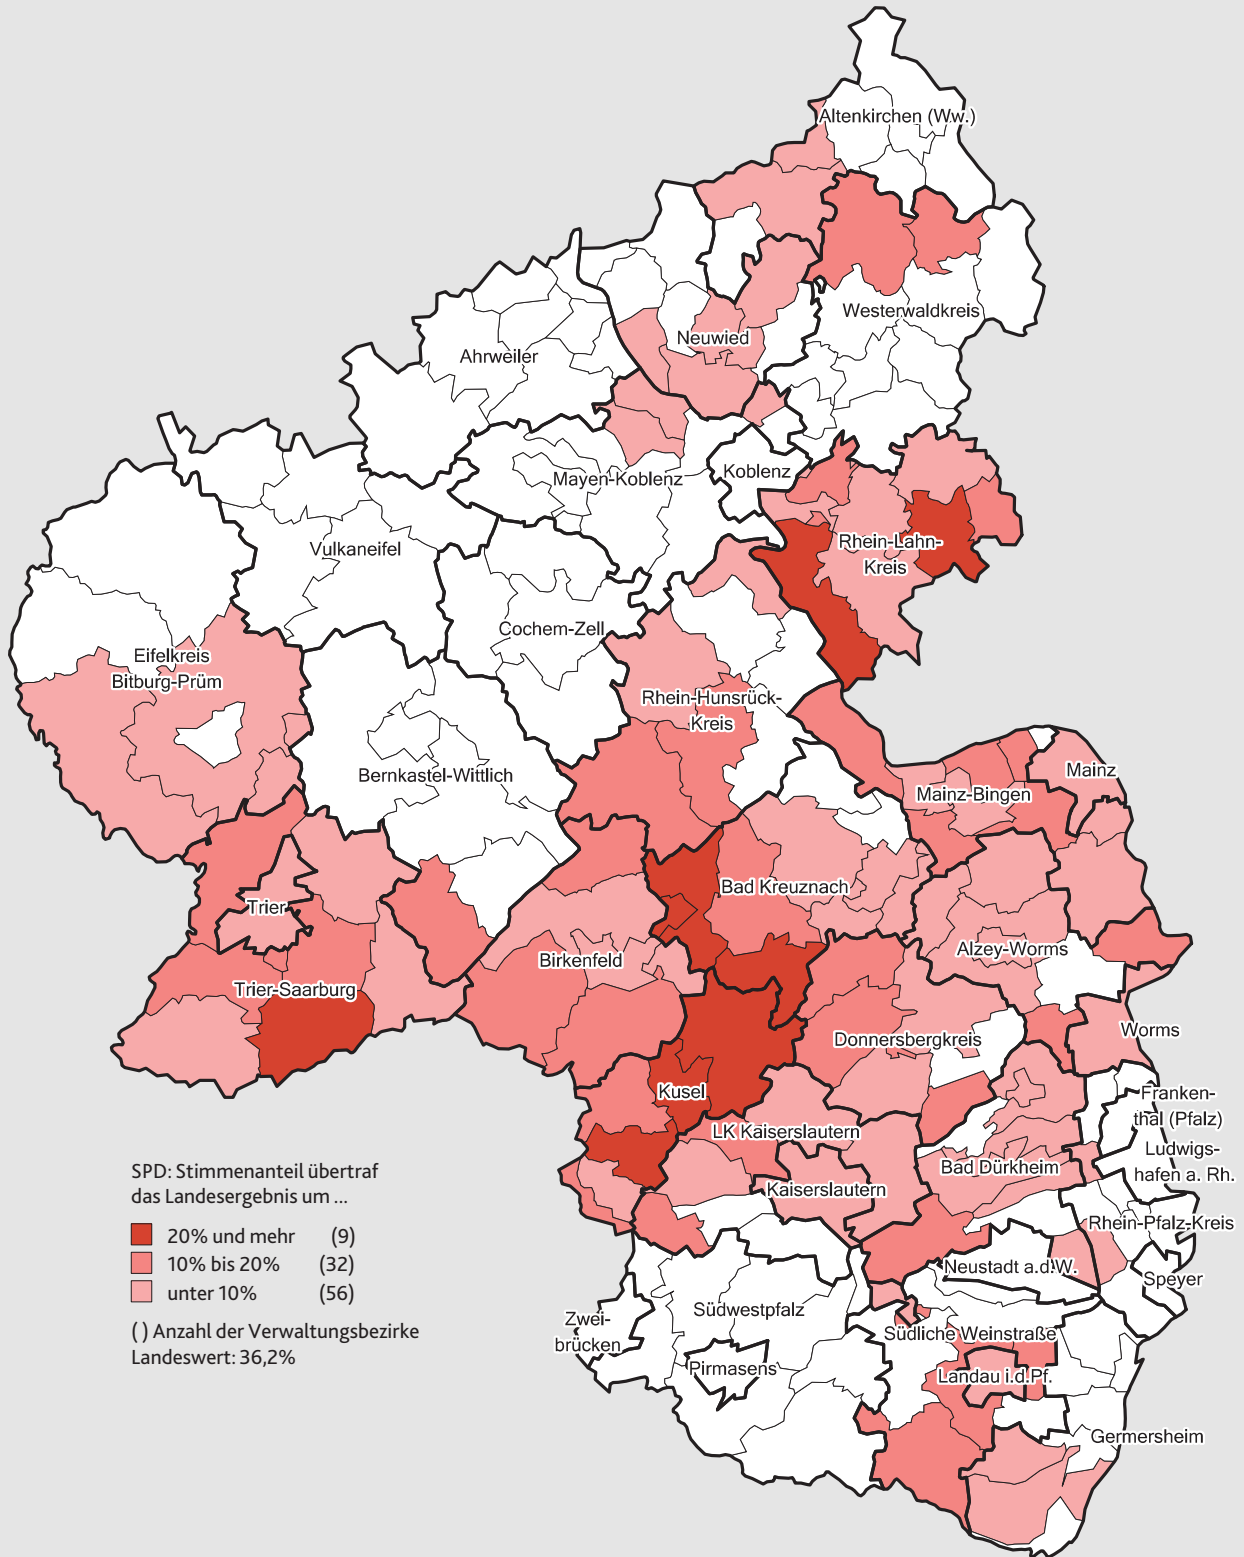 Altenkirchen (Ww.)
Westerwaldkreis
Neuwied
Ahrweiler
Mayen-Koblenz
Koblenz
Rhein-Lahn-
Kreis
Vulkaneifel
Cochem-Zell
Eifelkreis
Bitburg-Prüm
Rhein-Hunsrück-
Kreis
Bernkastel-Wittlich
Mainz
Mainz-Bingen
Bad Kreuznach
Trier
Alzey-Worms
Birkenfeld
Trier-Saarburg
Worms
Donnersbergkreis
Kusel
Franken-
thal (Pfalz)
LK Kaiserslautern
Ludwigs-
hafen a. Rh.
Bad Dürkheim
Kaiserslautern
Rhein-Pfalz-Kreis
Neustadt a.d.W.
Speyer
Südwestpfalz
Zwei-
brücken
Südliche Weinstraße
Pirmasens
Landau i.d.Pf.
Germersheim
SPD: Stimmenanteil übertraf
das Landesergebnis um ...
20% und mehr (9)
10% bis 20% (32)
unter 10% (56)
( ) Anzahl der Verwaltungsbezirke
Landeswert: 36,2%